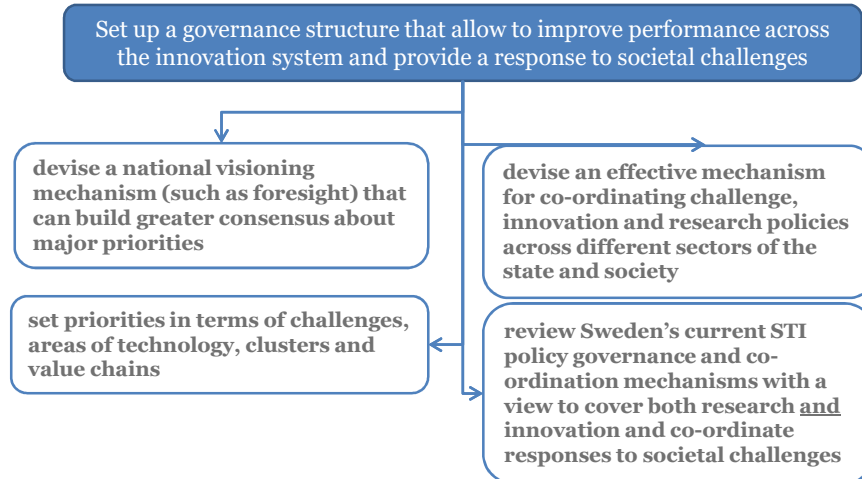 Set up a governance structure that allow to improve performance across
the innovation system and provide a response to societal challenges
devise a national visioning
mechanism (such as foresight) that
can build greater consensus about
major priorities
devise an effective mechanism
for co-ordinating challenge,
innovation and research policies
across different sectors of the
state and society
set priorities in terms of challenges,
areas of technology, clusters and
value chains
review Sweden’s current STI
policy governance and co-
ordination mechanisms with a
view to cover both research and
innovation and co-ordinate
responses to societal challenges